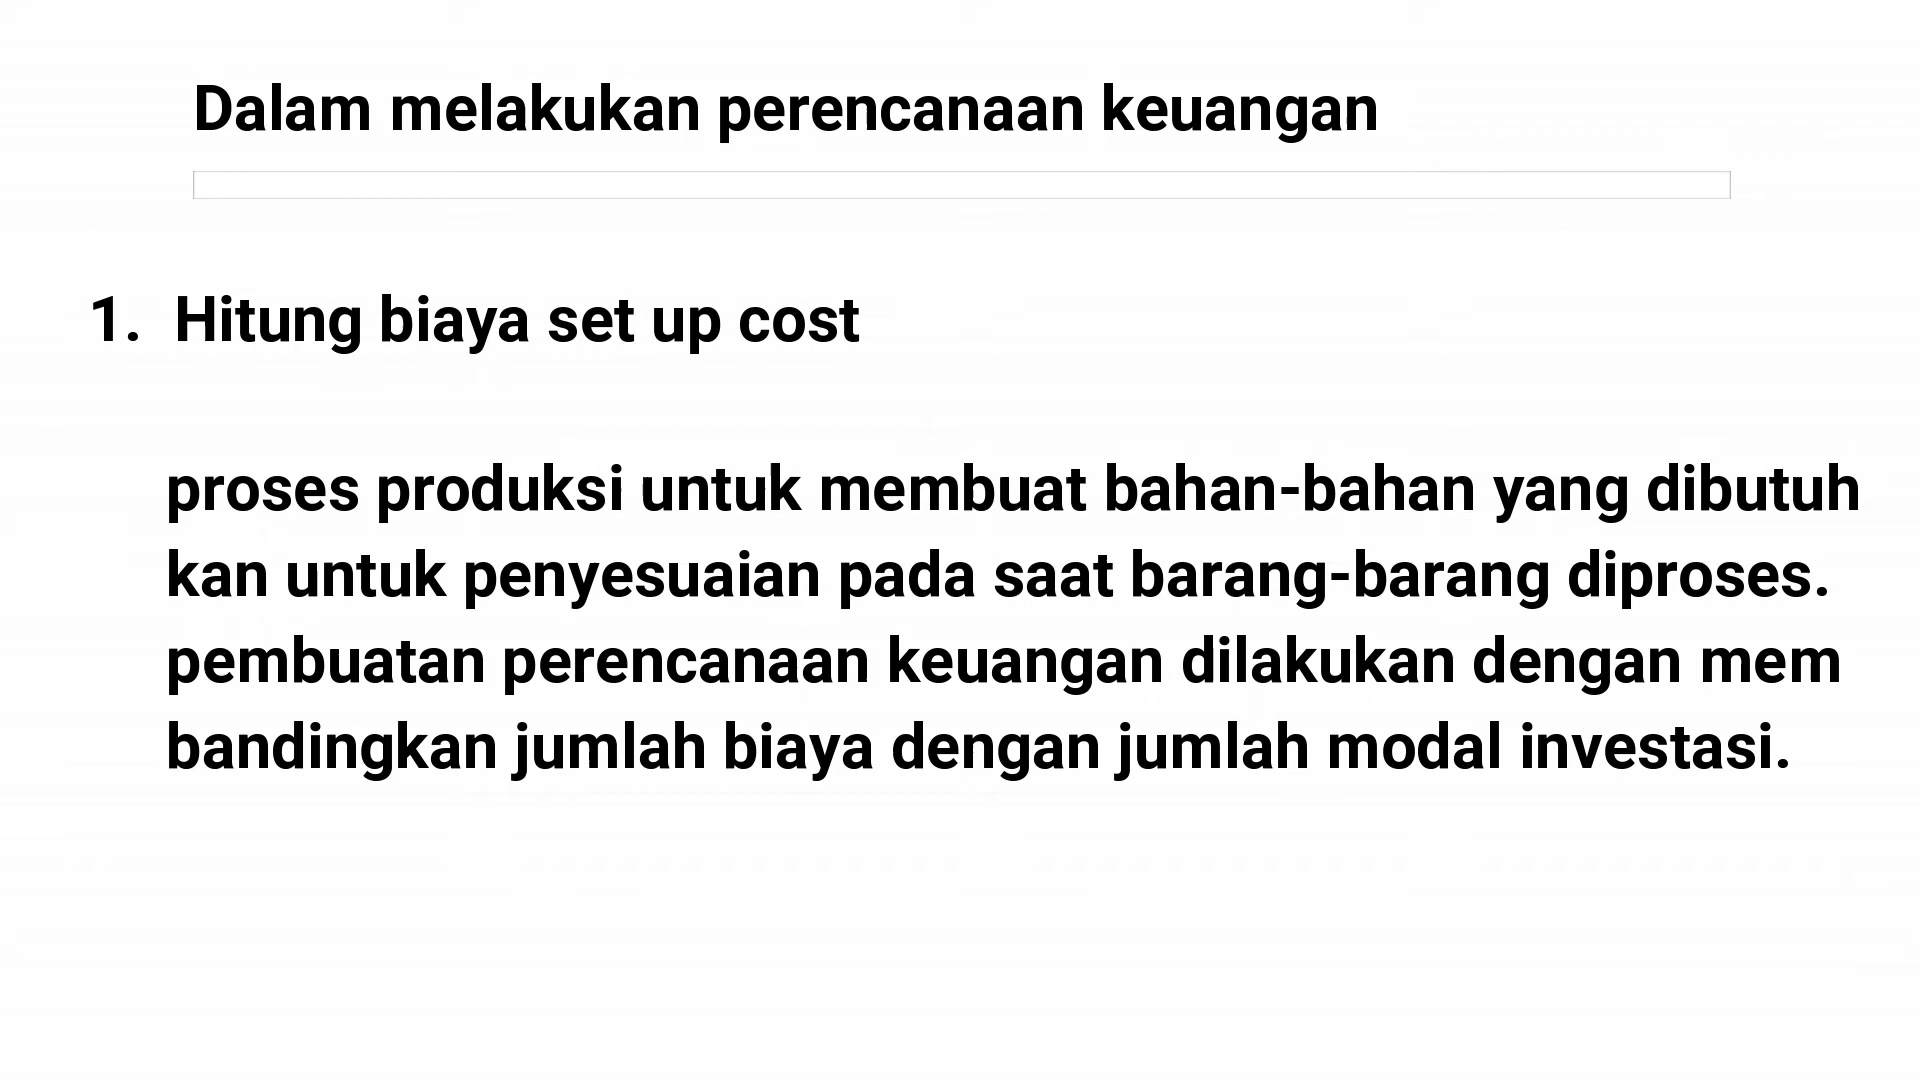 Dalam melakukan perencanaan keuangan
1. Hitung biaya set up cost
proses produksi untuk membuat bahan-bahan yang dibutuh
kan untuk penyesuaian pada saat barang-barang diproses.
pembuatan perencanaan keuangan dilakukan dengan mem
bandingkan jumlah biaya dengan jumlah modal investasi.